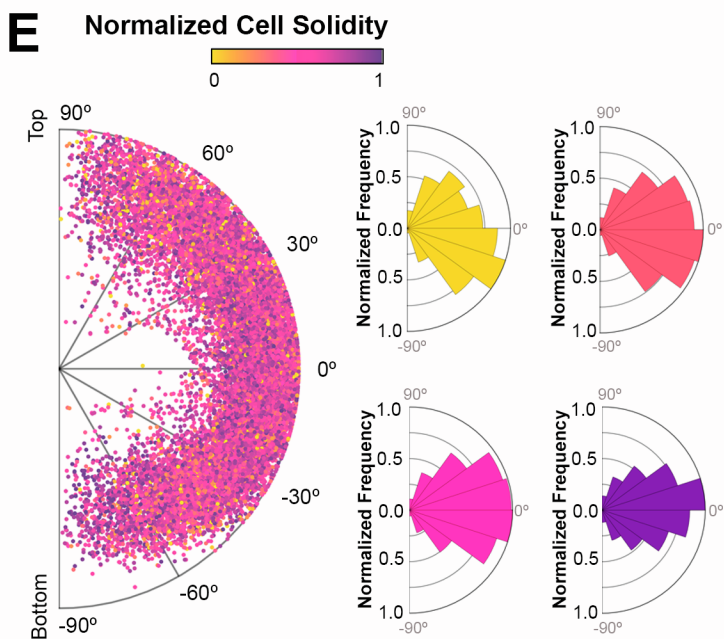 E
Normalized Cell Solidity
0 1
Top
90º
60º
30º
0º
-30º
-60º
-90º
Bottom
Normalized Frequency
90º
1.0
0.5
0.0
0.5
1.0
0º
-90º
Normalized Frequency
90º
1.0
0.5
0.0
0.5
1.0
0º
-90º
Normalized Frequency
90º
1.0
0.5
0.0
0.5
1.0
0º
-90º
Normalized Frequency
90º
1.0
0.5
0.0
0.5
1.0
0º
-90º